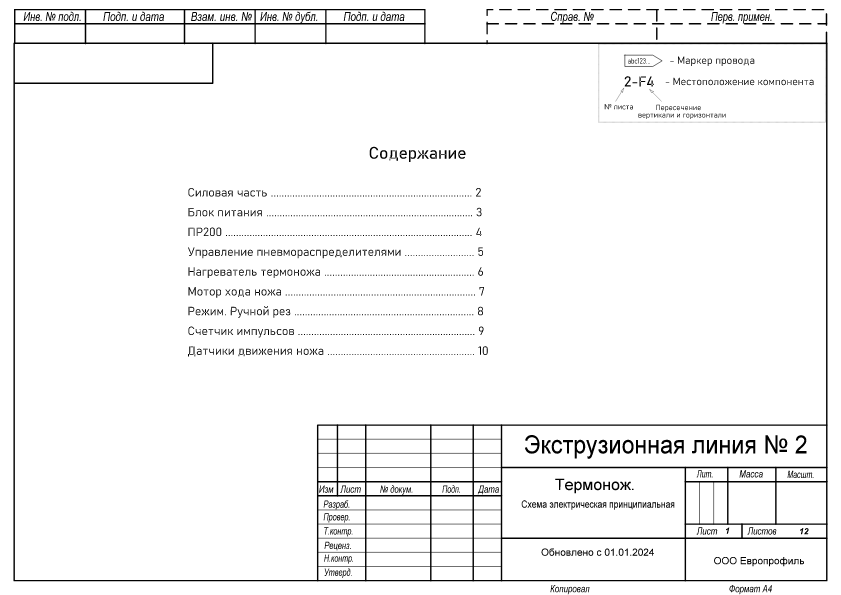 Инв. № подл. Подп. и дата Взам. инв. № Инв. № дубл. Подп. и дата Справ. № Перв. примен.
abc123... - Маркер провода
2-F4 - Местоположение компонента
№ листа Пересечение
вертикали и горизонтали
Содержание
Силовая часть 2
Блок питания 3
ПР200 4
Управление пневмораспределителями 5
Нагреватель термоножа 6
Мотор хода ножа 7
Режим. Ручной рез 8
Счетчик импульсов 9
Датчики движения ножа 10
Экструзионная линия № 2
Термонож.
Схема электрическая принципиальная
Лит. Масса Масшт.
Изм Лист № докум. Подп. Дата
Разраб.
Провер.
Т.контр.
Реценз.
Н.контр.
Утверд.
Лист 1 Листов 12
Обновлено с 01.01.2024
ООО Европрофиль
Копировал Формат А4